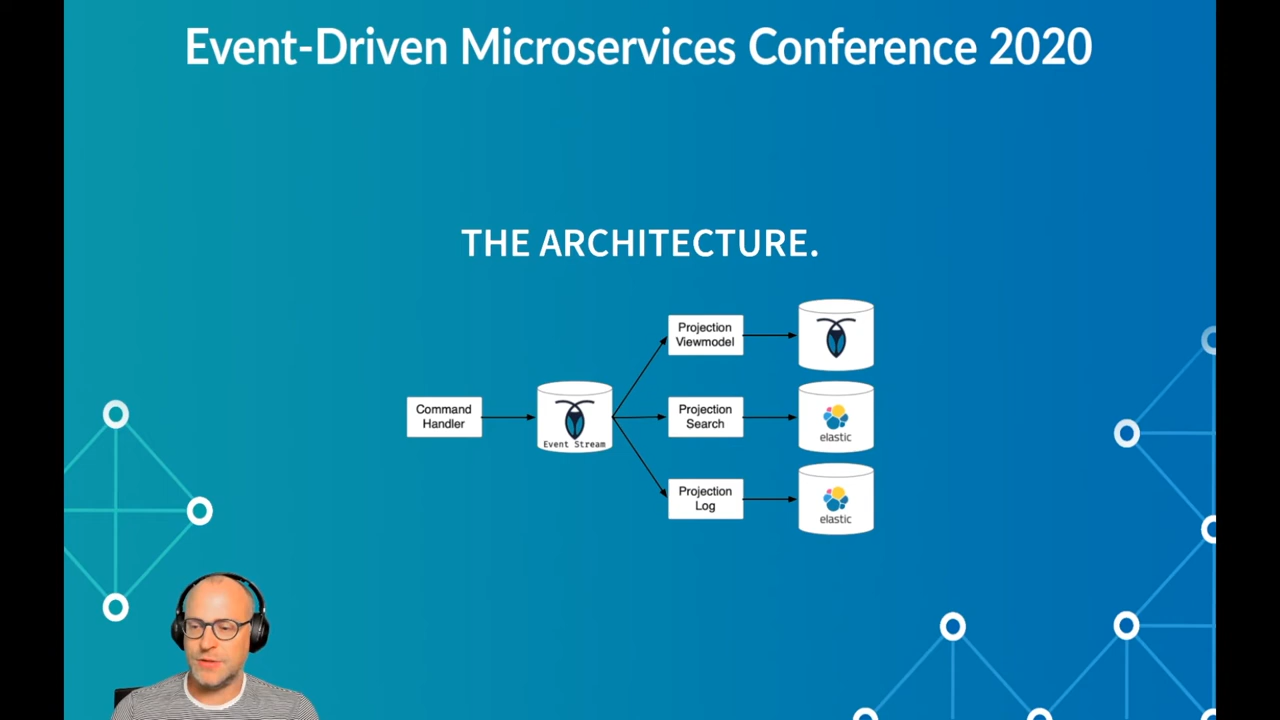 Event-Driven Microservices Conference 2020
THE ARCHITECTURE.
Command
Handler
Event Stream
Projection
Viewmodel
Projection
Search
elastic
Projection
Log
elastic